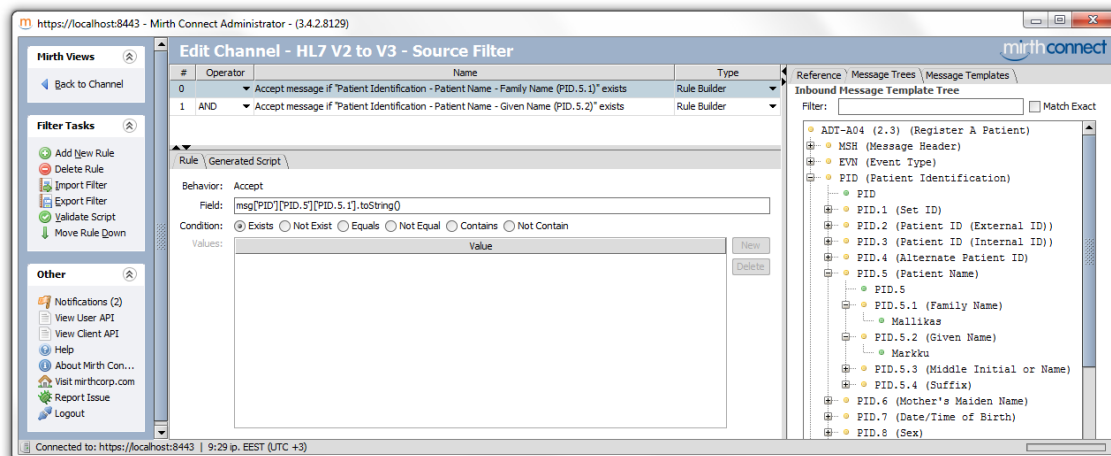 https://localhost:8443 - Mirth Connect Administrator - (3.4.2.8129)
Mirth Views
Back to Channel
Filter Tasks
Add New Rule
Delete Rule
Import Filter
Export Filter
Validate Script
Move Rule Down
Other
Notifications (2)
View User API
View Client API
Help
About Mirth Con...
Visit mirthcorp.com
Report Issue
Logout
Edit Channel - HL7 V2 to V3 - Source Filter
mirth connect
# Operator Name Type
0 Accept message if "Patient Identification - Patient Name - Family Name (PID.5.1)" exists Rule Builder
1 AND Accept message if "Patient Identification - Patient Name - Given Name (PID.5.2)" exists Rule Builder
Rule Generated Script
Behavior: Accept
Field: msg['PID']['PID.5']['PID.5.1'].toString()
Condition: Exists Not Exist Equals Not Equal Contains Not Contain
Values: Value New
Delete
Reference Message Trees Message Templates
Inbound Message Template Tree
Filter: Match Exact
ADT-A04 (2.3) (Register A Patient)
MSH (Message Header)
EVN (Event Type)
PID (Patient Identification)
PID
PID.1 (Set ID)
PID.2 (Patient ID (External ID))
PID.3 (Patient ID (Internal ID))
PID.4 (Alternate Patient ID)
PID.5 (Patient Name)
PID.5
PID.5.1 (Family Name)
Mallikas
PID.5.2 (Given Name)
Markku
PID.5.3 (Middle Initial or Name)
PID.5.4 (Suffix)
PID.6 (Mother's Maiden Name)
PID.7 (Date/Time of Birth)
PID.8 (Sex)
Connected to: https://localhost:8443 | 9:29 ip. EEST (UTC +3)